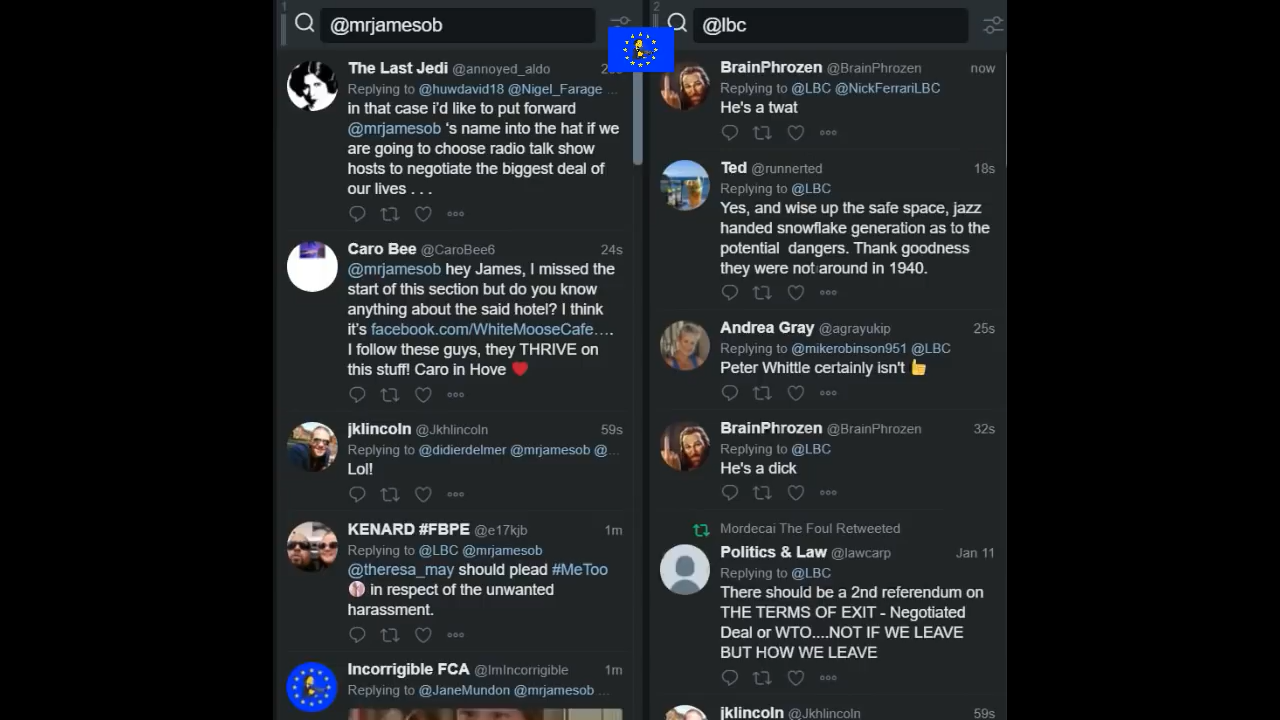 1
@mrjamesob
The Last Jedi @annoyed_aldo
Replying to @huwdavid18 @Nigel_Farage ...
in that case i'd like to put forward
@mrjamesob 's name into the hat if we
are going to choose radio talk show
hosts to negotiate the biggest deal of
our lives . . .
Caro Bee @CaroBee6 24s
@mrjamesob hey James, I missed the
start of this section but do you know
anything about the said hotel? I think
it's facebook.com/WhiteMooseCafe….
I follow these guys, they THRIVE on
this stuff! Caro in Hove
jklincoln @Jkhlincoln 59s
Replying to @didierdelmer @mrjamesob @...
Lol!
KENARD #FBPE @e17kjb 1m
Replying to @LBC @mrjamesob
@theresa_may should plead #MeToo
in respect of the unwanted
harassment.
Incorrigible FCA @ImIncorrigible 1m
Replying to @JaneMundon @mrjamesob ...
2
@lbc
BrainPhrozen @BrainPhrozen now
Replying to @LBC @NickFerrariLBC
He's a twat
Ted @runnerted 18s
Replying to @LBC
Yes, and wise up the safe space, jazz
handed snowflake generation as to the
potential dangers. Thank goodness
they were not around in 1940.
Andrea Gray @agrayukip 25s
Replying to @mikerobinson951 @LBC
Peter Whittle certainly isn't
BrainPhrozen @BrainPhrozen 32s
Replying to @LBC
He's a dick
Mordecai The Foul Retweeted
Politics & Law @lawcarp Jan 11
Replying to @LBC
There should be a 2nd referendum on
THE TERMS OF EXIT - Negotiated
Deal or WTO....NOT IF WE LEAVE
BUT HOW WE LEAVE
jklincoln @Jkhlincoln 59s